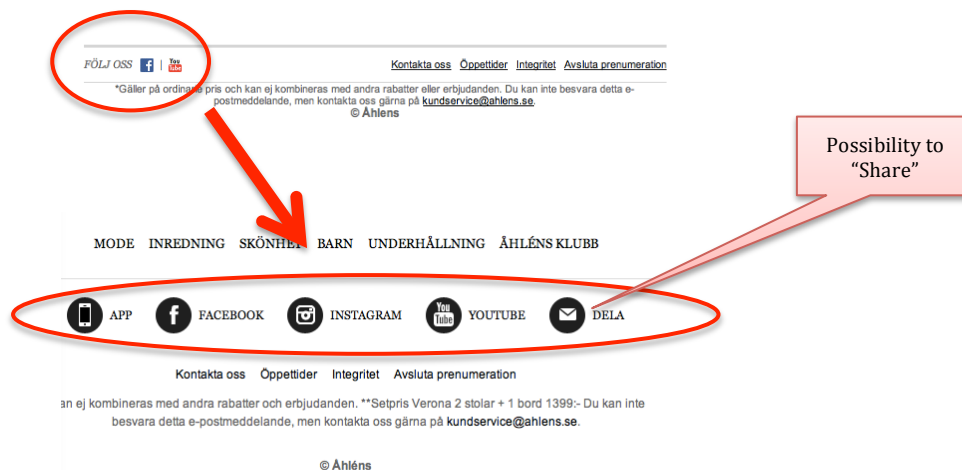 FÖLJ OSS f | You Tube Kontakta oss Öppettider Integritet Avsluta prenumeration
*Gäller på ordinarie pris och kan ej kombineras med andra rabatter eller erbjudanden. Du kan inte besvara detta e-
postmeddelande, men kontakta oss gärna på kundservice@ahlens.se.
© Åhlens
Possibility to
"Share"
MODE INREDNING SKÖNHET BARN UNDERHÅLLNING ÅHLÉNS KLUBB
APP f FACEBOOK INSTAGRAM You Tube YOUTUBE DELA
Kontakta oss Öppettider Integritet Avsluta prenumeration
an ej kombineras med andra rabatter och erbjudanden. **Setpris Verona 2 stolar + 1 bord 1399:- Du kan inte
besvara detta e-postmeddelande, men kontakta oss gärna på kundservice@ahlens.se.
© Åhléns